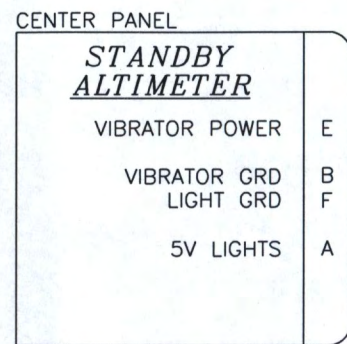 CENTER PANEL
STANDBY
ALTIMETER
VIBRATOR POWER E
VIBRATOR GRD B
LIGHT GRD F
5V LIGHTS A